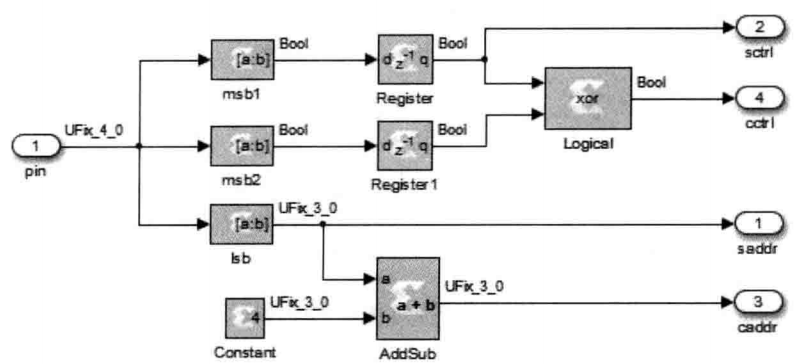 2
sctrl
Bool
[a:b]
msb1
Bool
d z⁻¹ q
Register
xor
Logical
Bool
4
cctrl
1
pin
UFix_4_0
Bool
[a:b]
msb2
Bool
d z⁻¹ q
Register1
UFix_3_0
[a:b]
lsb
1
saddr
UFix_3_0
4
Constant
a
b
a + b
AddSub
UFix_3_0
3
caddr